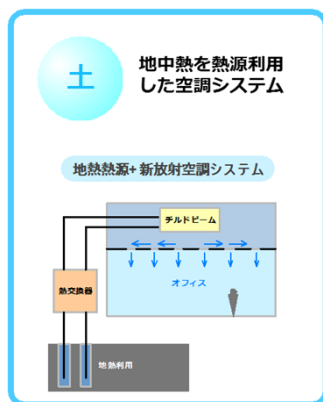 土
地中熱を熱源利用
した空調システム
地熱熱源+新放射空調システム
チルドビーム
熱交換器
オフィス
地熱利用